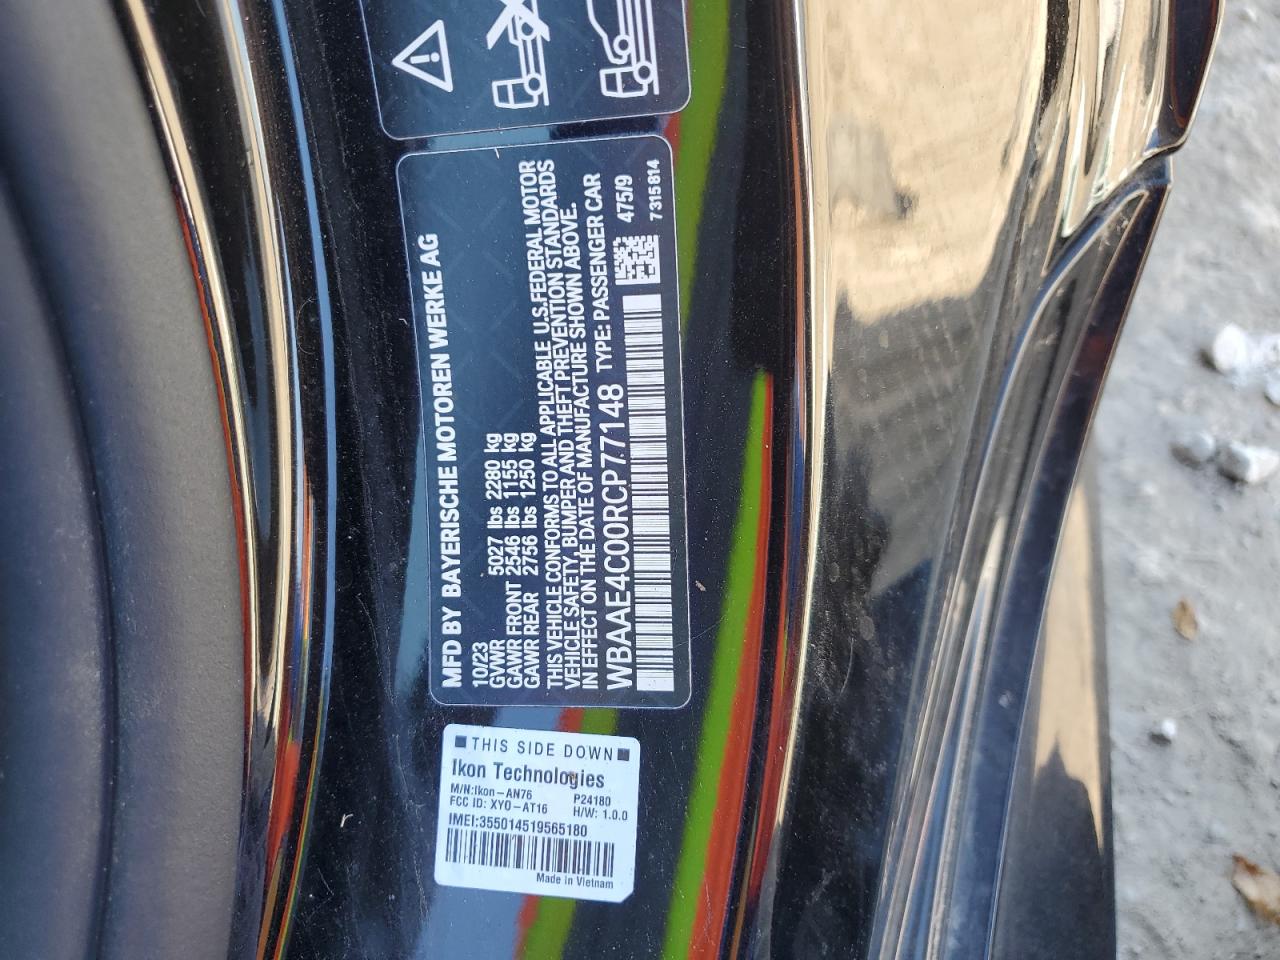 MFD BY BAYERISCHE MOTOREN WERKE AG
10/23
GVWR 5027 lbs 2280 kg
GAWR FRONT 2546 lbs 1155 kg
GAWR REAR 2756 lbs 1250 kg
THIS VEHICLE CONFORMS TO ALL APPLICABLE U.S.FEDERAL MOTOR
VEHICLE SAFETY, BUMPER AND THEFT PREVENTION STANDARDS
IN EFFECT ON THE DATE OF MANUFACTURE SHOWN ABOVE.
WBAAE4C00RCP77148 TYPE: PASSENGER CAR
475/9
7315814
THIS SIDE DOWN
Ikon Technologies
M/N:Ikon-AN76 P24180
FCC ID: XYO-AT16 H/W: 1.0.0
IMEI:355014519565180
Made in Vietnam